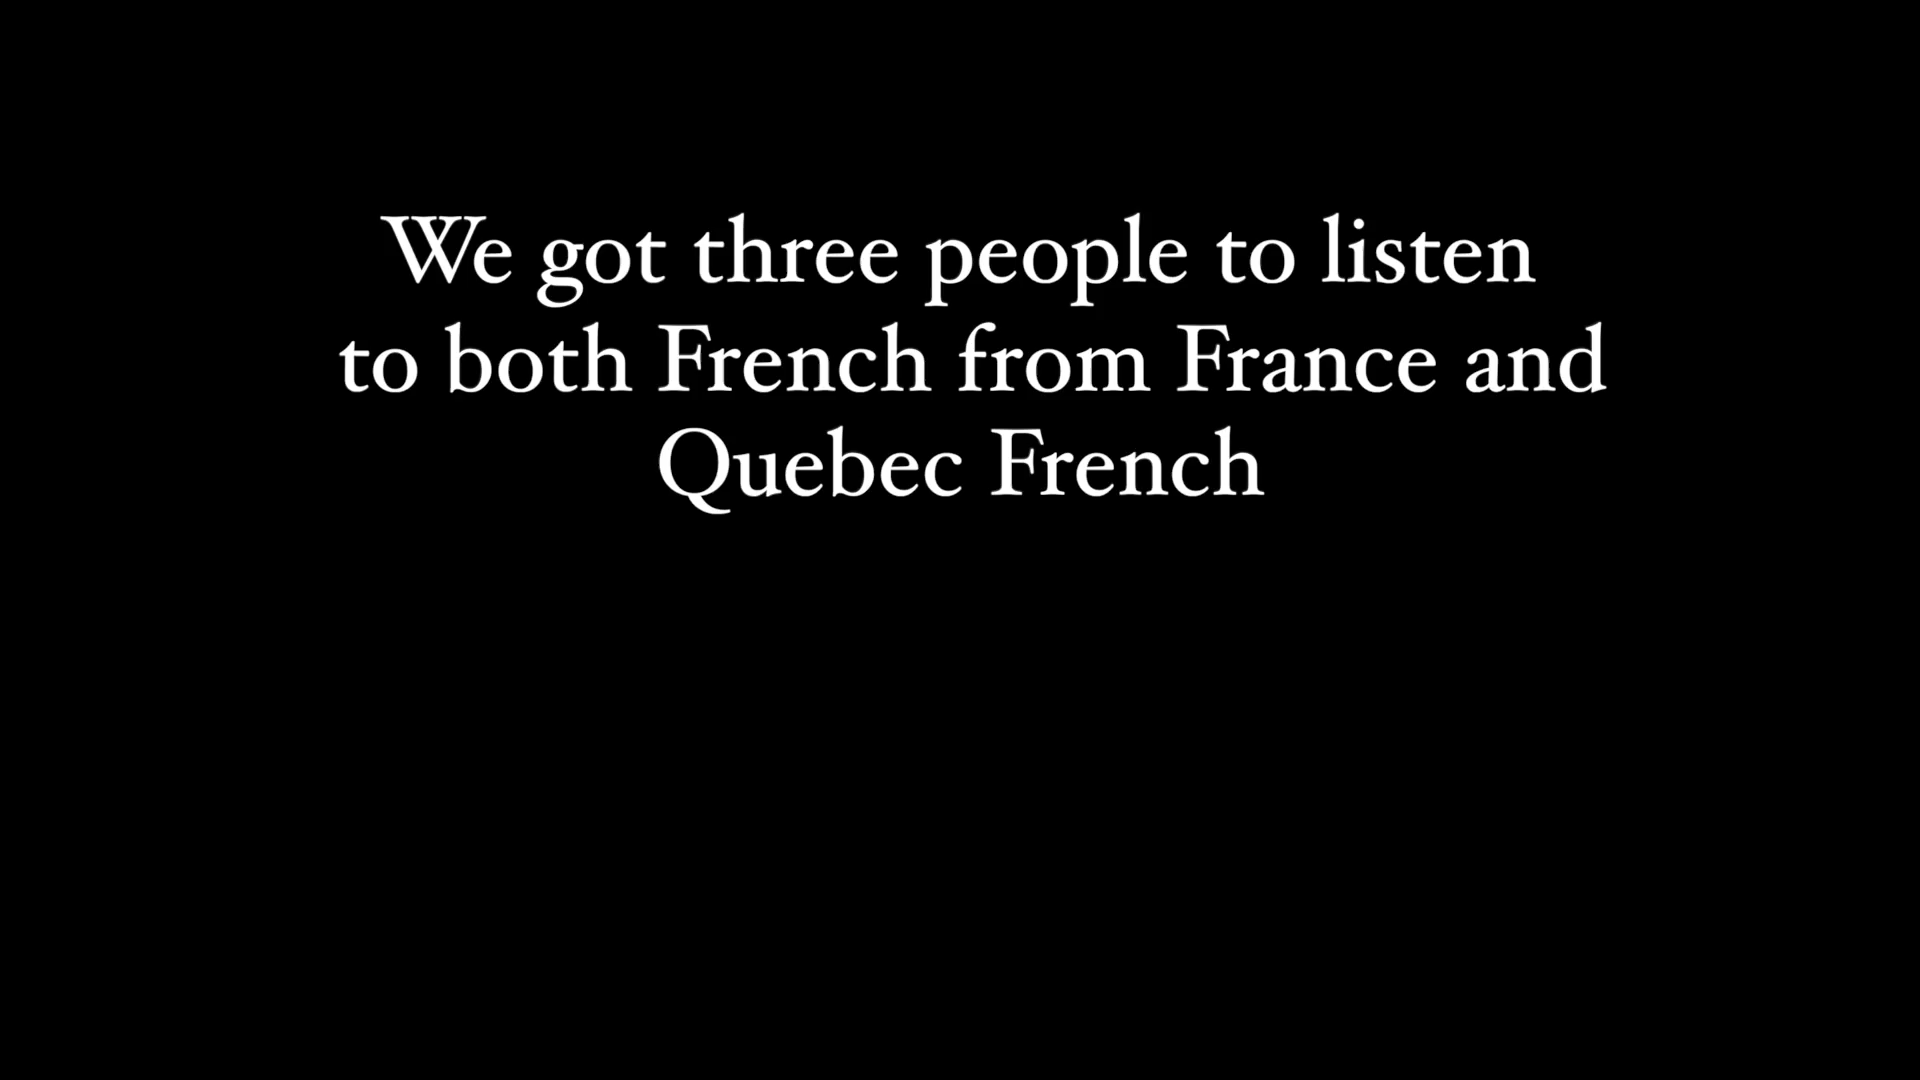 We got three people to listen
to both French from France and
Quebec French